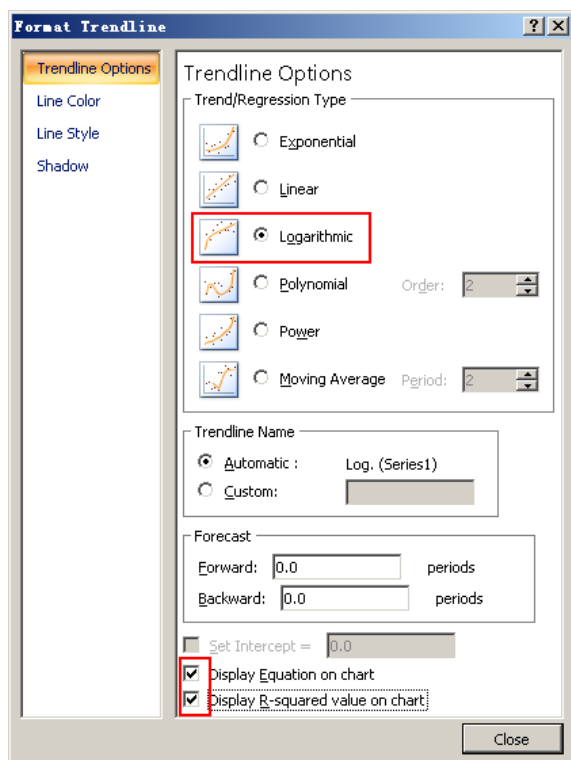 Format Trendline
Trendline Options
Line Color
Line Style
Shadow
Trendline Options
Trend/Regression Type
Exponential
Linear
Logarithmic
Polynomial Order: 2
Power
Moving Average Period: 2
Trendline Name
Automatic : Log. (Series1)
Custom:
Forecast
Forward: 0.0 periods
Backward: 0.0 periods
Set Intercept = 0.0
Display Equation on chart
Display R-squared value on chart
Close